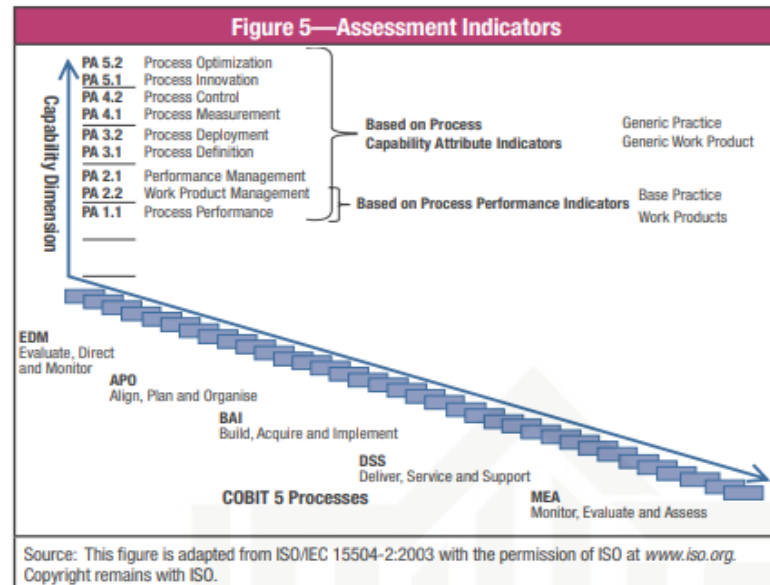 Figure 5—Assessment Indicators
Capability Dimension
PA 5.2 Process Optimization
PA 5.1 Process Innovation
PA 4.2 Process Control
PA 4.1 Process Measurement
PA 3.2 Process Deployment
PA 3.1 Process Definition
PA 2.1 Performance Management
PA 2.2 Work Product Management
PA 1.1 Process Performance
Based on Process
Capability Attribute Indicators
Generic Practice
Generic Work Product
Based on Process Performance Indicators
Base Practice
Work Products
EDM
Evaluate, Direct
and Monitor
APO
Align, Plan and Organise
BAI
Build, Acquire and Implement
DSS
Deliver, Service and Support
COBIT 5 Processes
MEA
Monitor, Evaluate and Assess
Source: This figure is adapted from ISO/IEC 15504-2:2003 with the permission of ISO at www.iso.org.
Copyright remains with ISO.